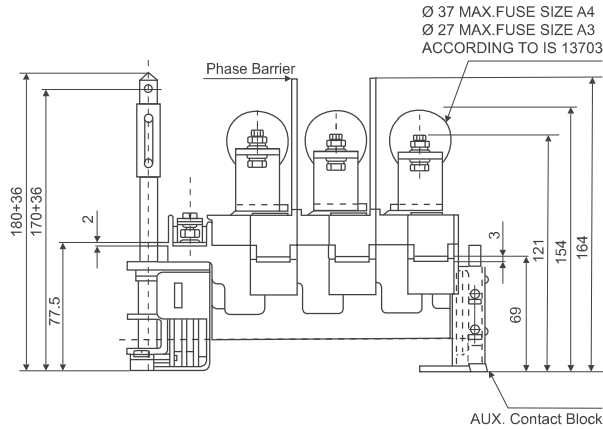 Ø 37 MAX.FUSE SIZE A4
Ø 27 MAX.FUSE SIZE A3
ACCORDING TO IS 13703
Phase Barrier
180+36
170+36
2
77.5
3
69
121
154
164
AUX. Contact Block